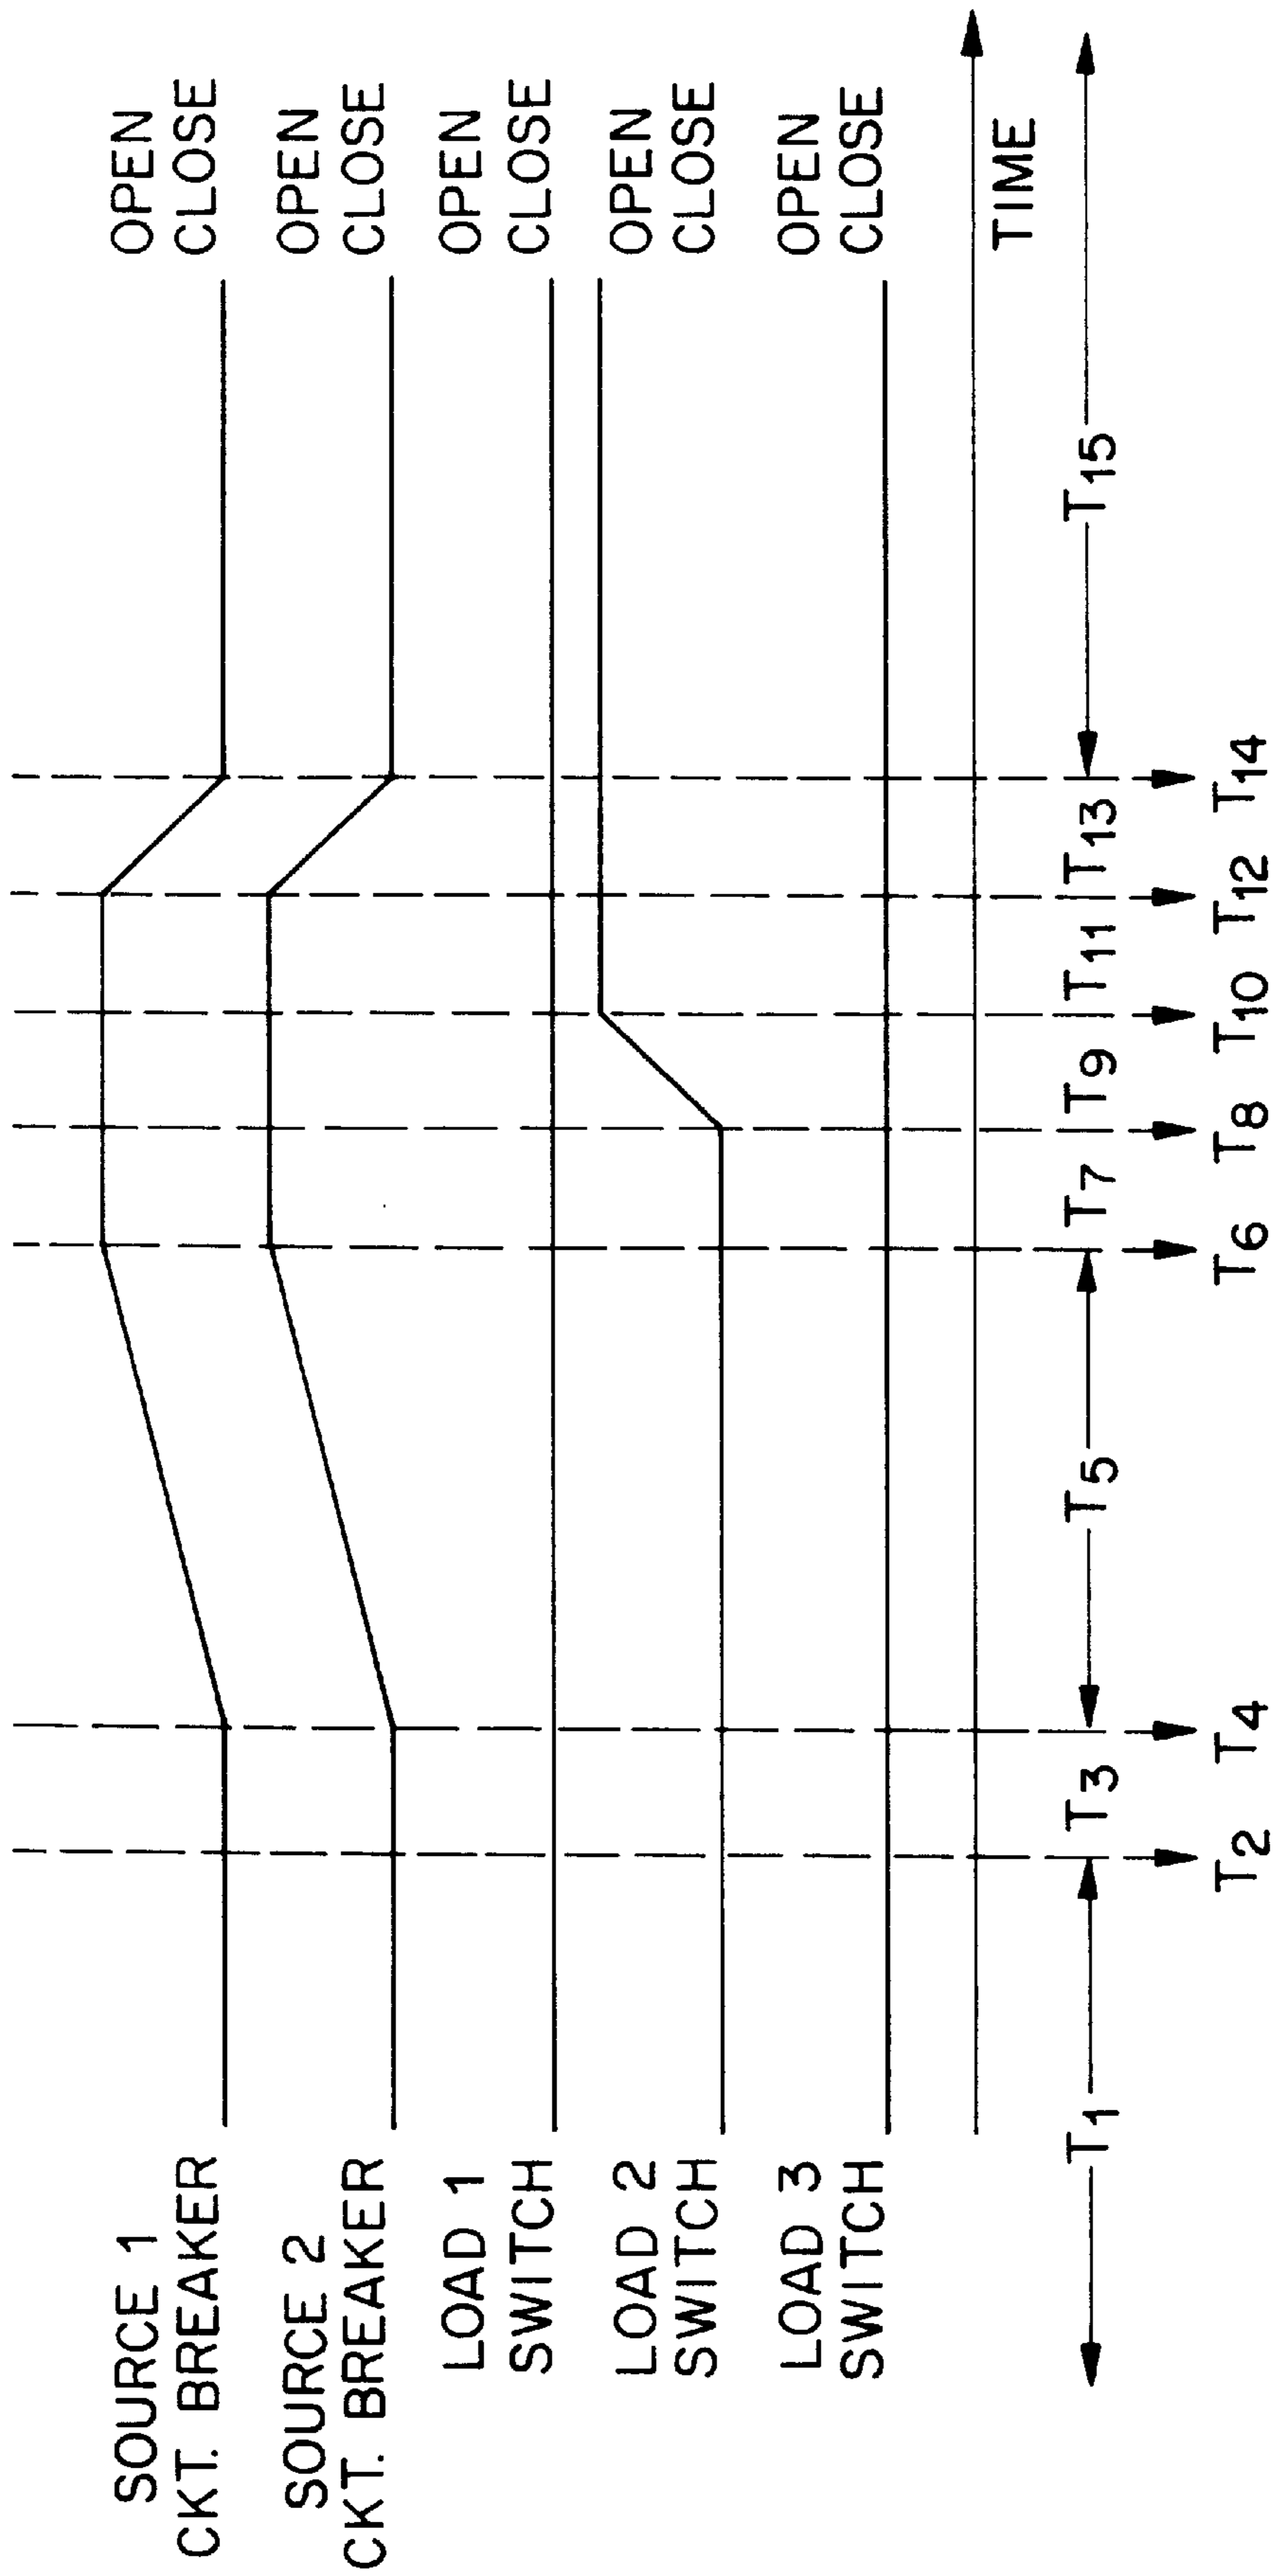 SOURCE 1
CKT. BREAKER
OPEN
CLOSE
SOURCE 2
CKT. BREAKER
OPEN
CLOSE
LOAD 1
SWITCH
OPEN
CLOSE
LOAD 2
SWITCH
OPEN
CLOSE
LOAD 3
SWITCH
OPEN
CLOSE
TIME
T1 T3 T5 T7 T9 T11 T13 T15
T2 T4 T6 T8 T10 T12 T14